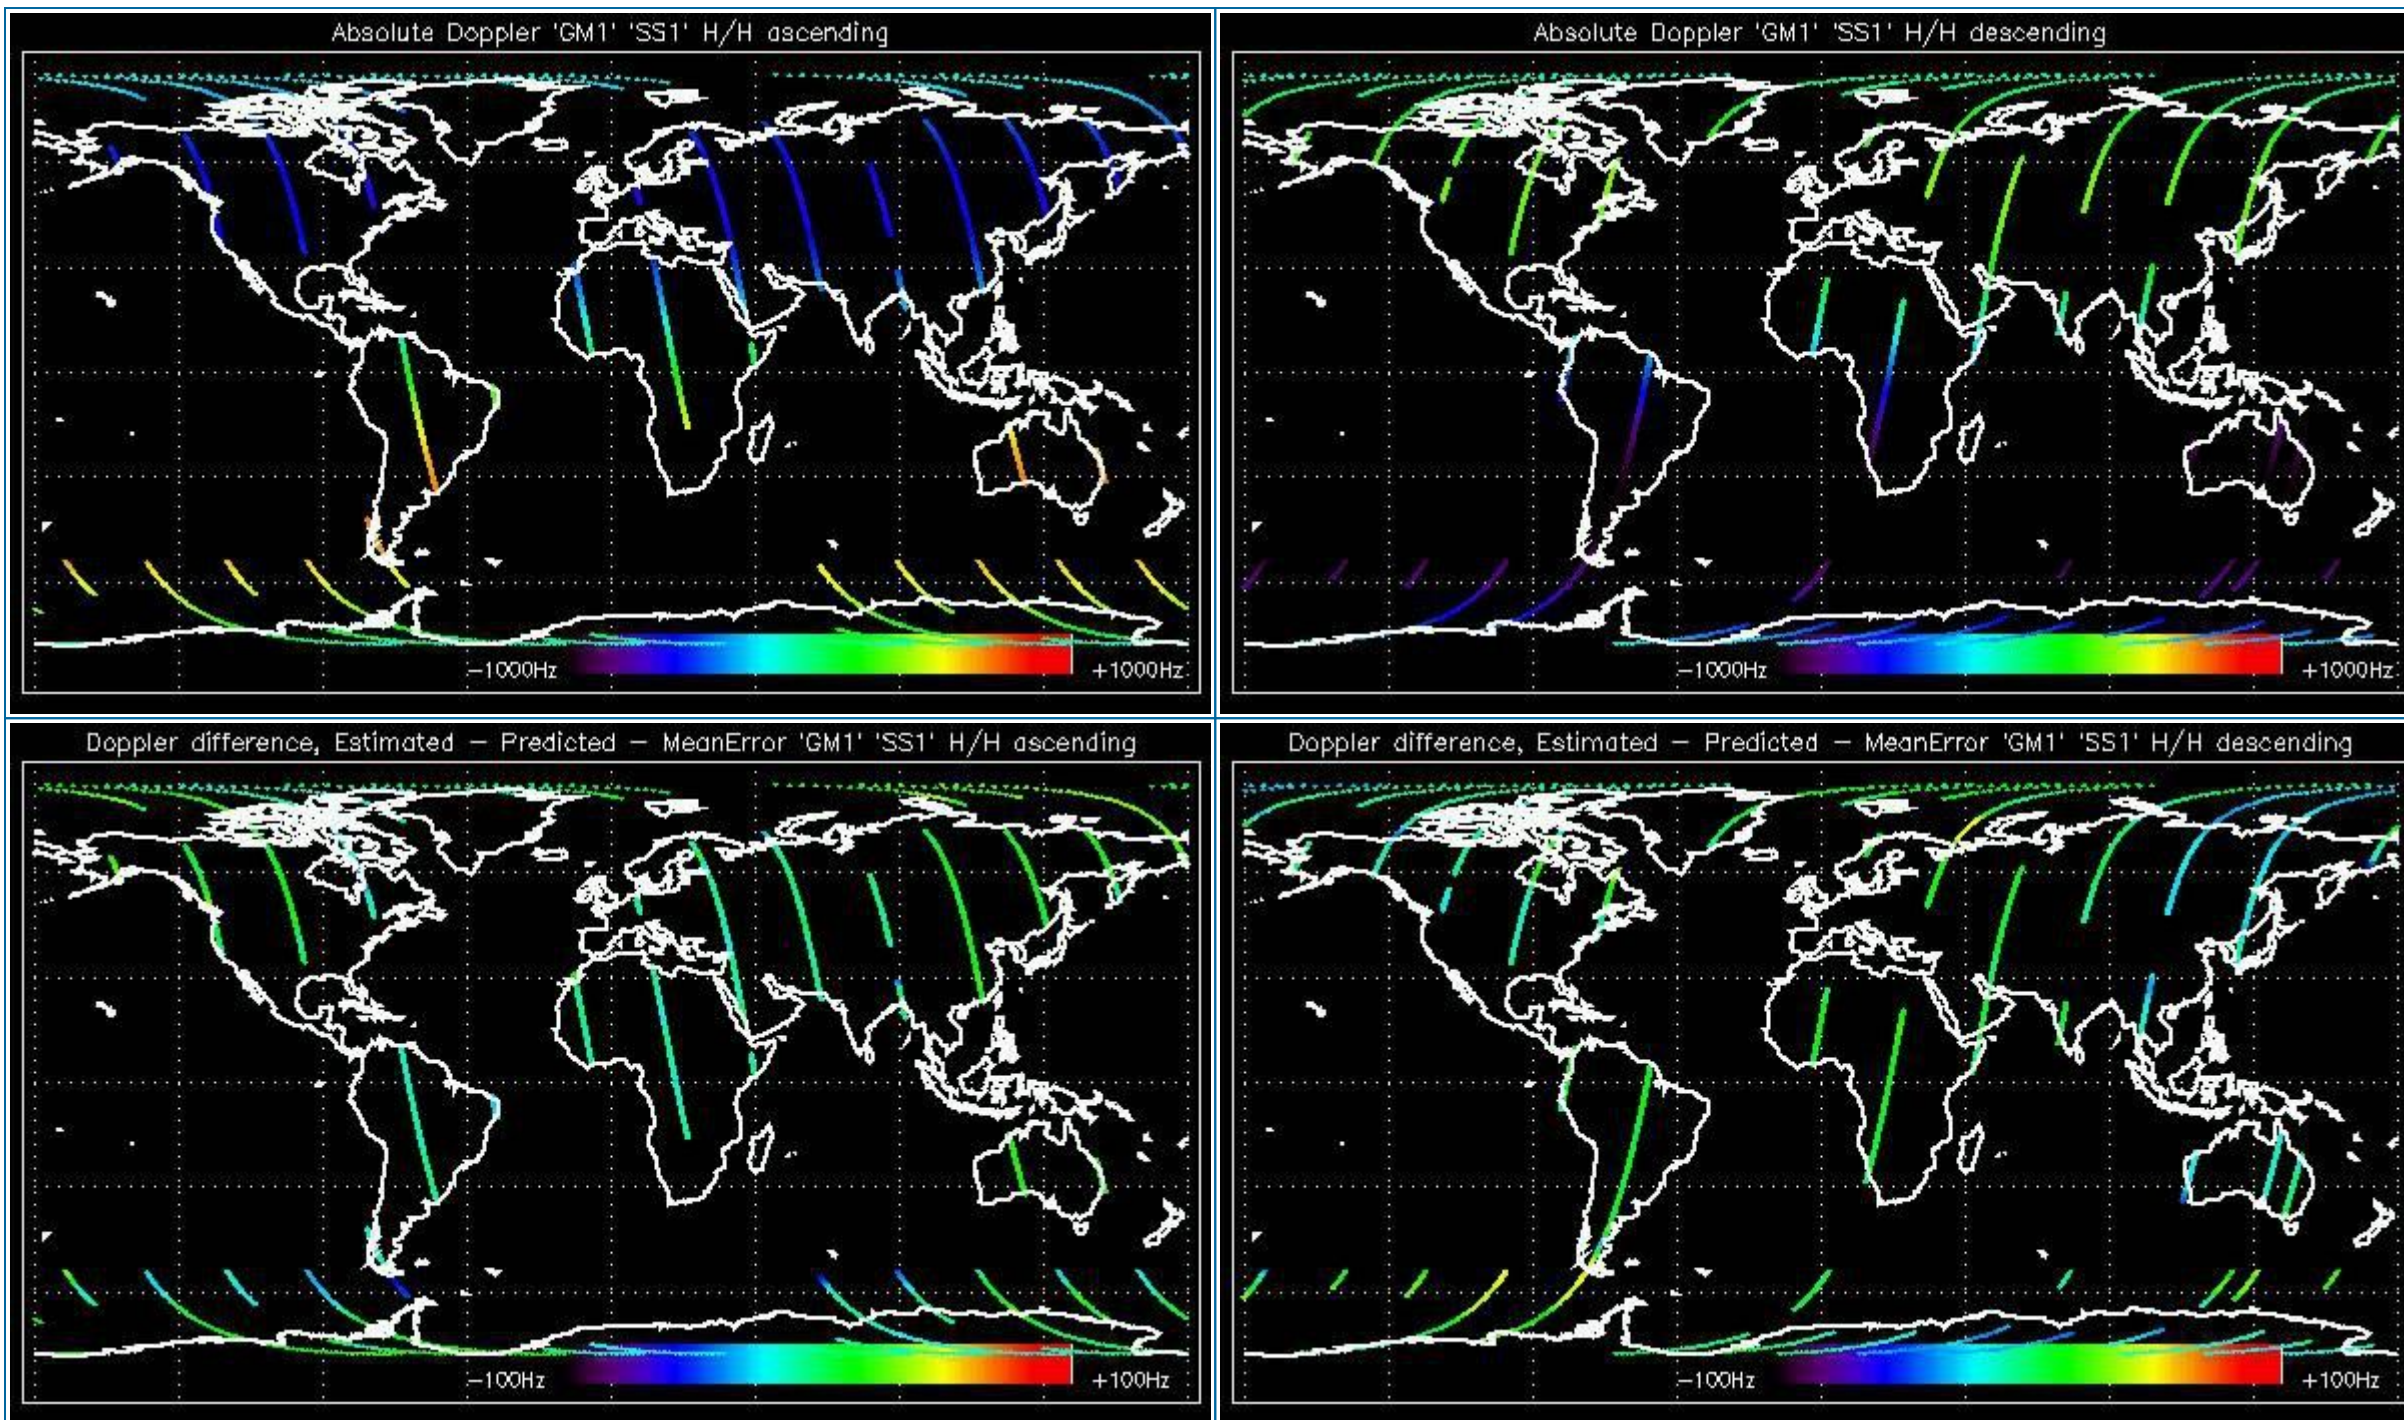 Absolute Doppler 'GM1' 'SS1' H/H ascending
−1000Hz
+1000Hz
Absolute Doppler 'GM1' 'SS1' H/H descending
−1000Hz
+1000Hz
Doppler difference, Estimated − Predicted − MeanError 'GM1' 'SS1' H/H ascending
−100Hz
+100Hz
Doppler difference, Estimated − Predicted − MeanError 'GM1' 'SS1' H/H descending
−100Hz
+100Hz